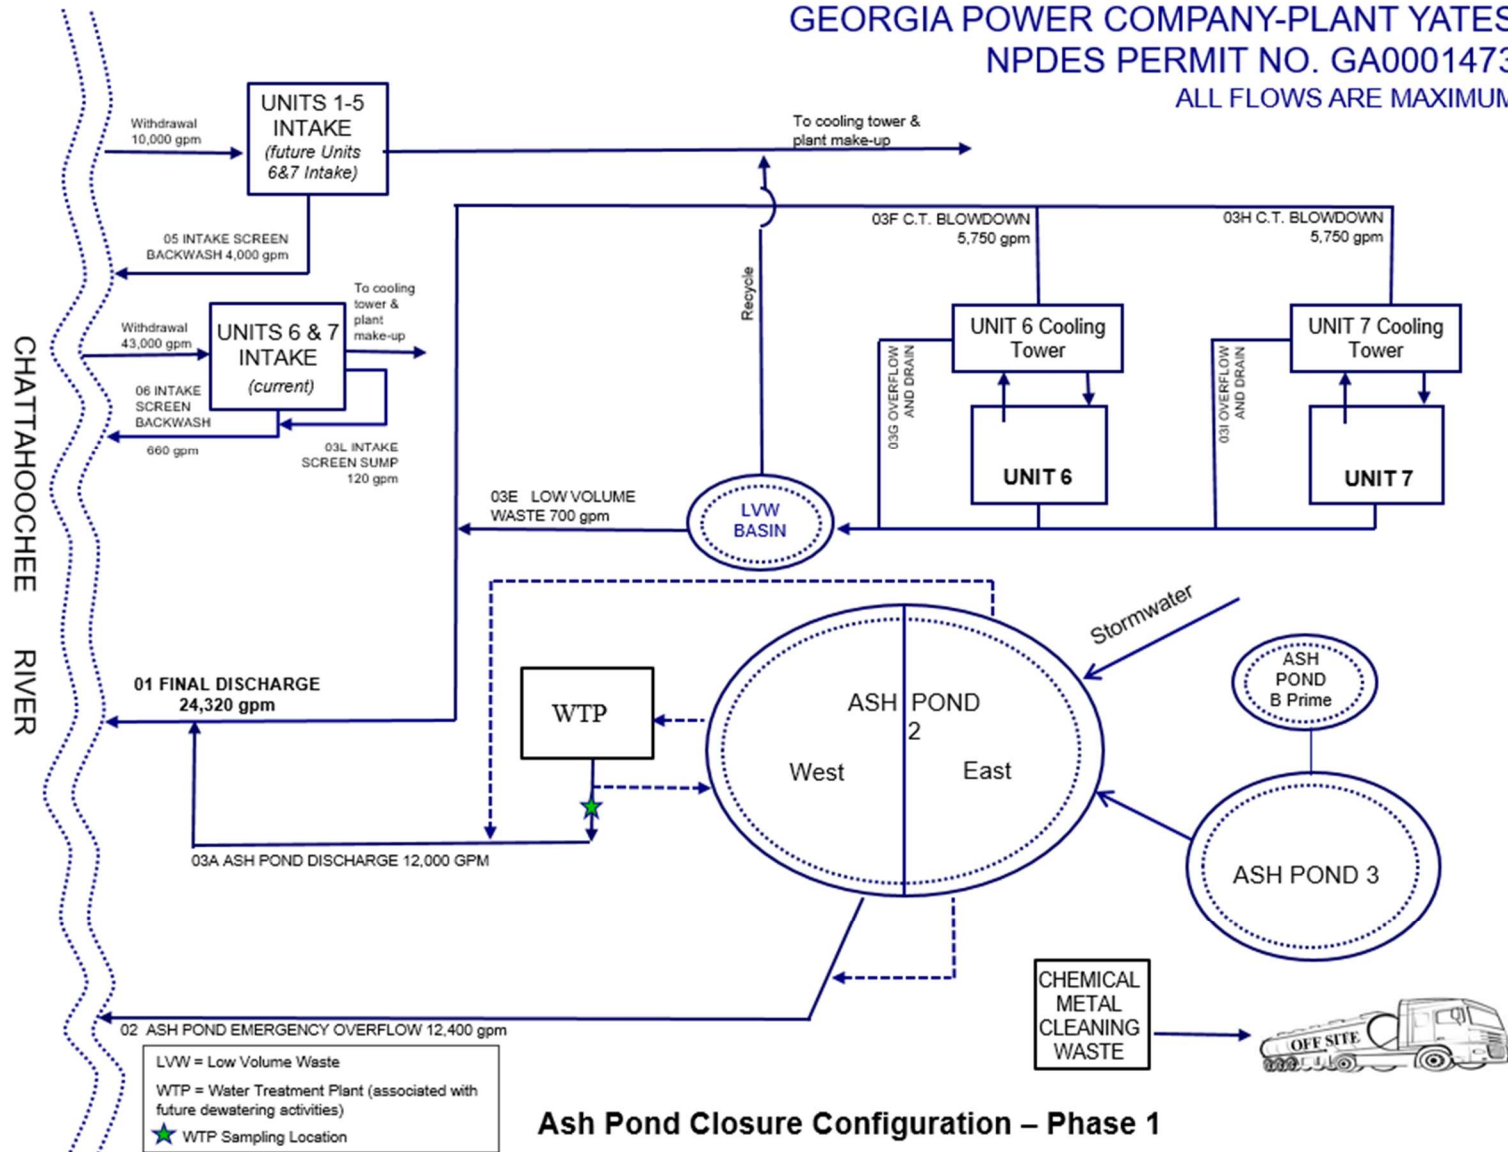 GEORGIA POWER COMPANY-PLANT YATES
NPDES PERMIT NO. GA0001473
ALL FLOWS ARE MAXIMUM
Withdrawal
10,000 gpm
UNITS 1-5
INTAKE
(future Units
6&7 Intake)
To cooling tower &
plant make-up
05 INTAKE SCREEN
BACKWASH 4,000 gpm
03F C.T. BLOWDOWN
5,750 gpm
03H C.T. BLOWDOWN
5,750 gpm
Recycle
To cooling
tower &
plant
make-up
Withdrawal
43,000 gpm
UNITS 6 & 7
INTAKE
(current)
06 INTAKE
SCREEN
BACKWASH
660 gpm
03L INTAKE
SCREEN SUMP
120 gpm
UNIT 6 Cooling
Tower
UNIT 7 Cooling
Tower
03G OVERFLOW
AND DRAIN
03I OVERFLOW
AND DRAIN
UNIT 6
UNIT 7
CHATTAHOOCHEE RIVER
03E LOW VOLUME
WASTE 700 gpm
LVW
BASIN
Stormwater
01 FINAL DISCHARGE
24,320 gpm
WTP
ASH POND
2
West
East
ASH
POND
B Prime
ASH POND 3
03A ASH POND DISCHARGE 12,000 GPM
02 ASH POND EMERGENCY OVERFLOW 12,400 gpm
CHEMICAL
METAL
CLEANING
WASTE
OFF SITE
LVW = Low Volume Waste
WTP = Water Treatment Plant (associated with
future dewatering activities)
WTP Sampling Location
Ash Pond Closure Configuration – Phase 1